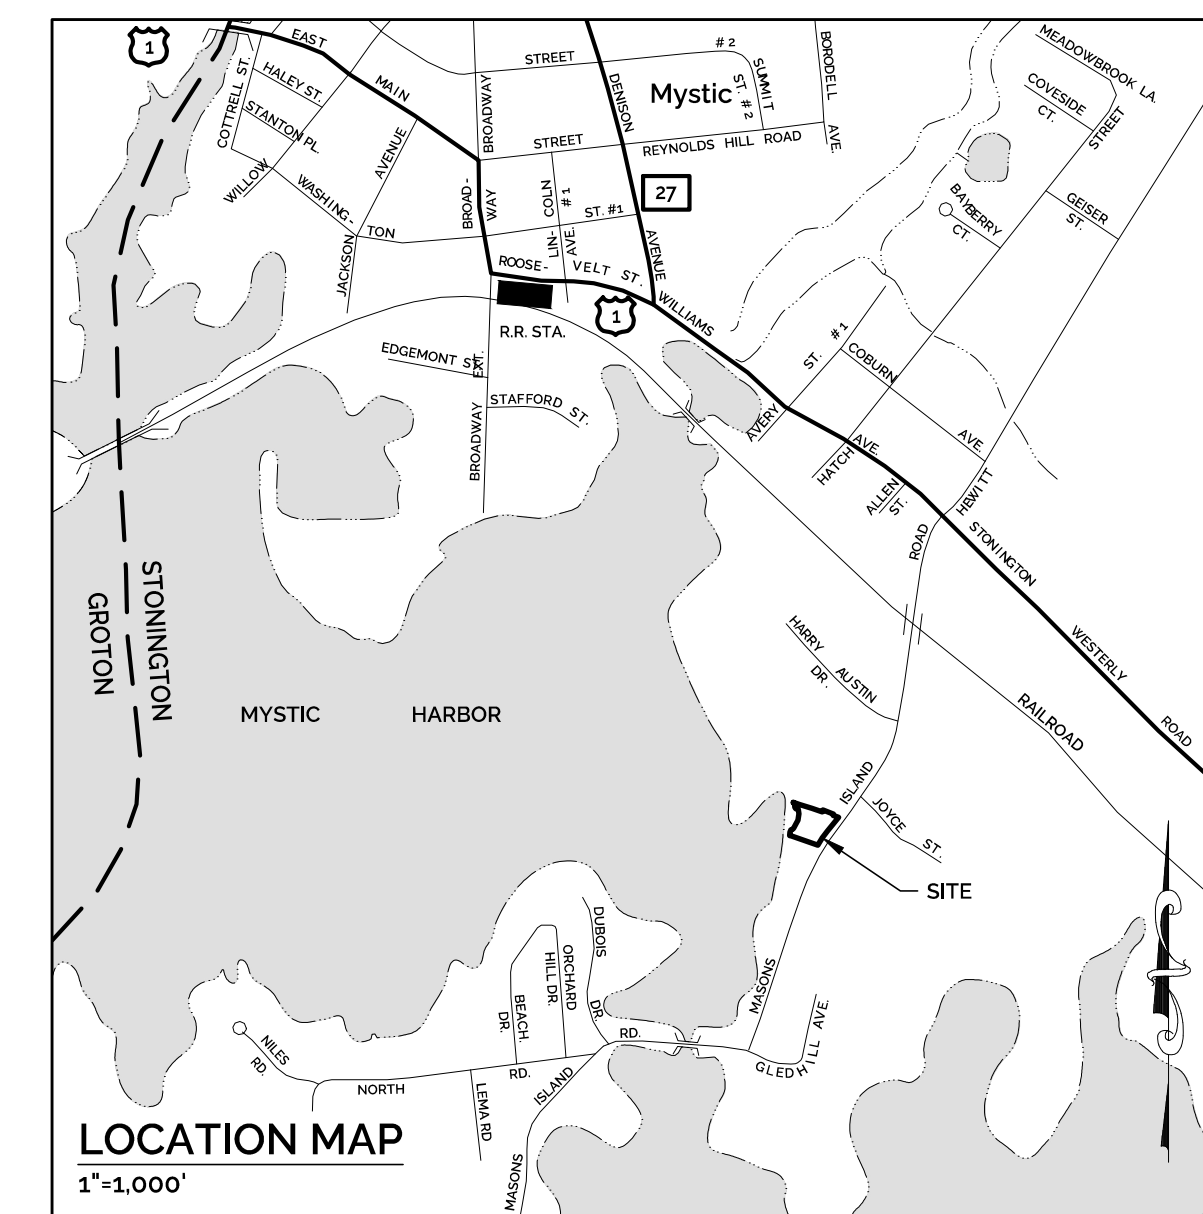 1
EAST
MAIN
COTTRELL ST.
HALEY ST.
STANTON PL.
WILLOW
AVENUE
WASHING-
TON
JACKSON
BROADWAY
BROAD-
WAY
STREET
# 2
SUMMIT
ST. # 2
BORODELL
AVE.
DENISON
Mystic
STREET
REYNOLDS HILL ROAD
27
LIN-
COLN
AVE.
# 1
ST. #1
AVENUE
ROOSE-
VELT ST.
R.R. STA.
1
WILLIAMS
MEADOWBROOK LA.
COVESIDE
CT.
STREET
GEISER
ST.
BAYBERRY
CT.
EDGEMONT ST.
EXT.
BROADWAY
STAFFORD ST.
ST. # 1
COBURN
AVE.
AVERY
AVE.
HATCH
ALLEN
ST.
HEWITT
ROAD
STONINGTON
WESTERLY
ROAD
RAILROAD
STONINGTON
GROTON
MYSTIC HARBOR
HARRY
AUSTIN
DR.
ISLAND
JOYCE
ST.
SITE
MASONS
DUBOIS
DR.
ORCHARD
HILL DR.
BEACH
DR.
RD.
GLEDHILL AVE.
NILES
RD.
NORTH
RD.
ISLAND
LEMA RD
MASONS
LOCATION MAP
1"=1,000'